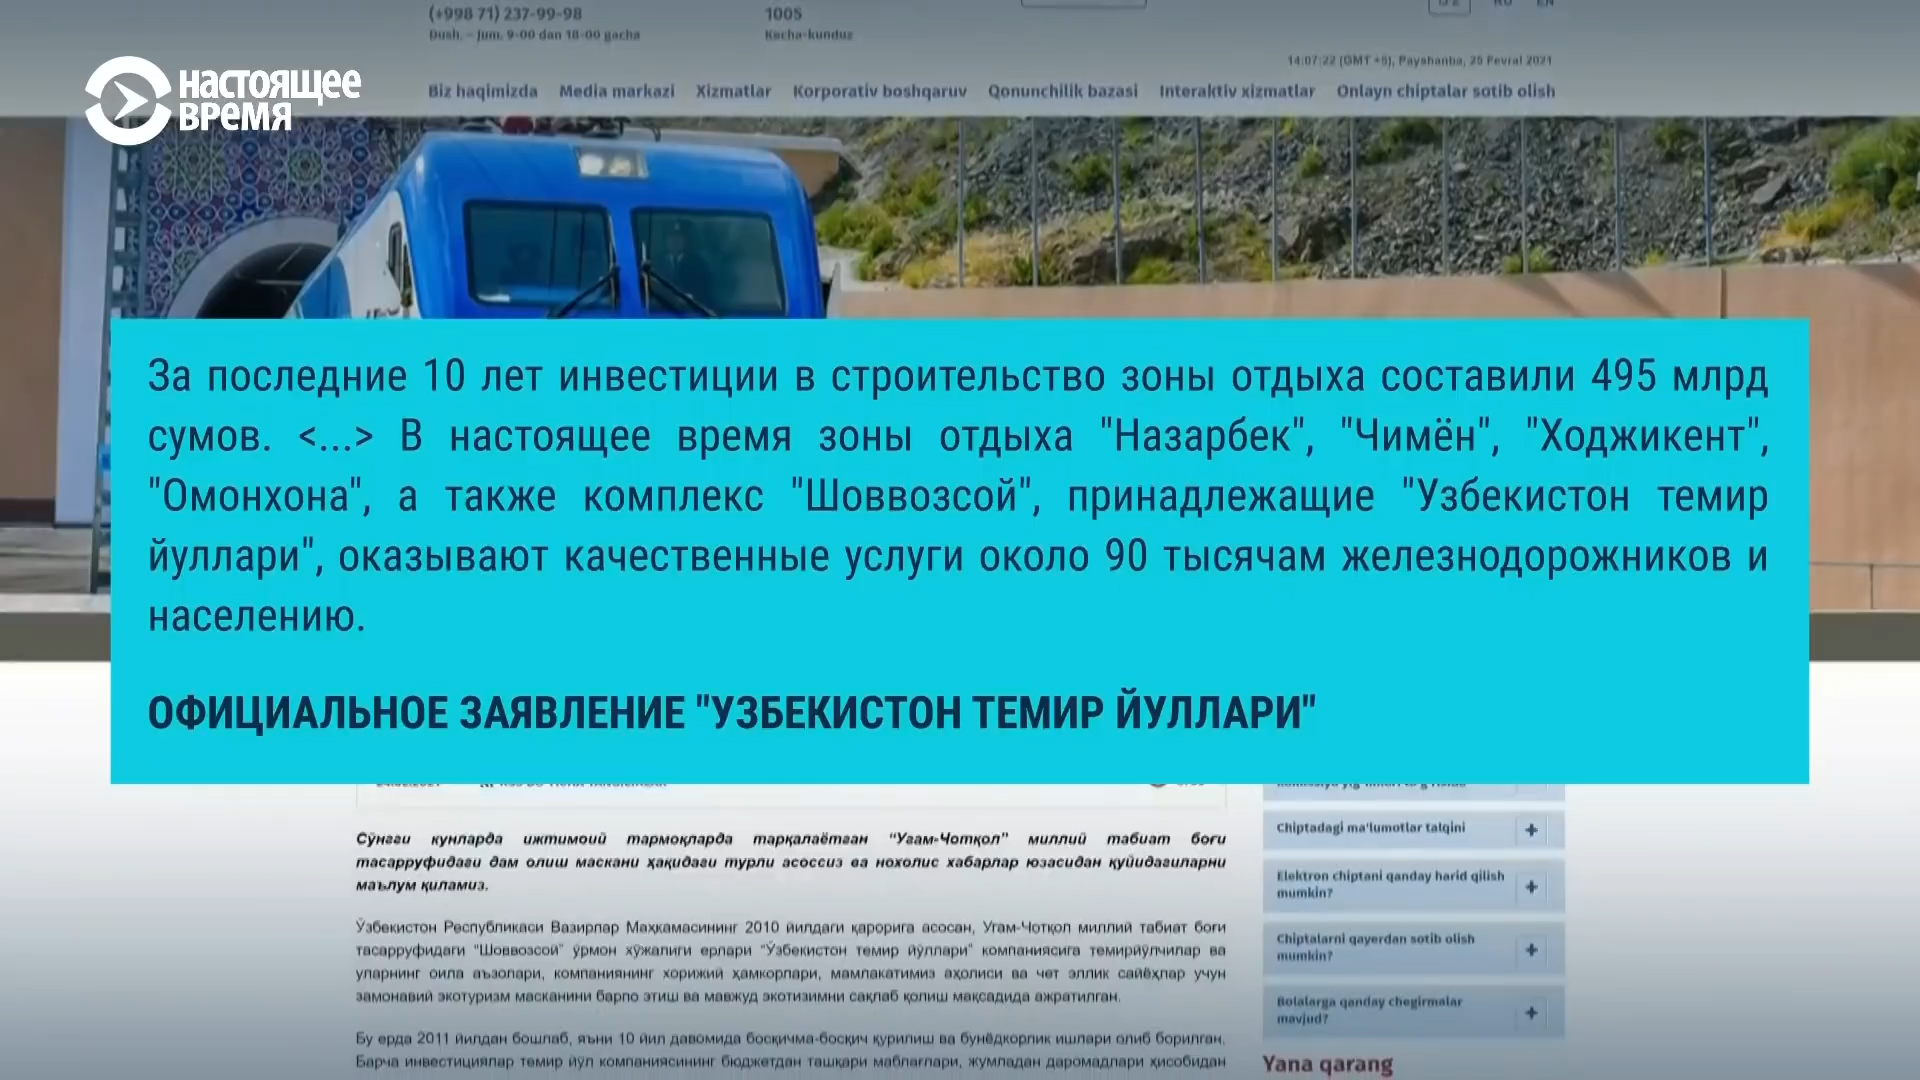 (+998 71) 237-99-98
1005
Dush. - Jum. 9-00 dan 18-00 gacha
Kecha-kunduz
RU
EN
14:07:22 (GMT +5), Payshanba, 25 Fevral 2021
НАСТОЯЩЕЕ
ВРЕМЯ
Biz haqimizda Media markazi Xizmatlar Korporativ boshqaruv Qonunchilik bazasi Interaktiv xizmatlar Onlayn chiptalar sotib olish
За последние 10 лет инвестиции в строительство зоны отдыха составили 495 млрд
сумов. <...> В настоящее время зоны отдыха "Назарбек", "Чимён", "Ходжикент",
"Омонхона", а также комплекс "Шоввозсой", принадлежащие "Узбекистон темир
йуллари", оказывают качественные услуги около 90 тысячам железнодорожников и
населению.
ОФИЦИАЛЬНОЕ ЗАЯВЛЕНИЕ "УЗБЕКИСТОН ТЕМИР ЙУЛЛАРИ"
Сўнгги кунларда ижтимоий тармоқларда тарқалаётган “Угам-Чотқол” миллий табиат боғи
тасарруфидаги дам олиш маскани ҳақидаги турли асоссиз ва нохолис хабарлар юзасидан қуйидагиларни
маълум қиламиз.
Ўзбекистон Республикаси Вазирлар Маҳкамасининг 2010 йилдаги қарорига асосан, Угам-Чотқол миллий табиат боғи
тасарруфидаги “Шоввозсой” ўрмон хўжалиги ерлари “Ўзбекистон темир йўллари” компаниясига темирйўлчилар ва
уларнинг оила аъзолари, компаниянинг хорижий ҳамкорлари, мамлакатимиз аҳолиси ва чет эллик сайёҳлар учун
замонавий экотуризм масканини барпо этиш ва мавжуд экотизимни сақлаб қолиш мақсадида ажратилган.
Бу ерда 2011 йилдан бошлаб, яъни 10 йил давомида босқичма-босқич қурилиш ва бунёдкорлик ишлари олиб борилган.
Барча инвестициялар темир йўл компаниясининг бюджетдан ташқари маблағлари, жумладан даромадлари ҳисобидан
Chiptadagi ma'lumotlar talqini
Elektron chiptani qanday harid qilish
mumkin?
Chiptalarni qayerdan sotib olish
mumkin?
Bolalarga qanday chegirmalar
mavjud?
Yana qarang